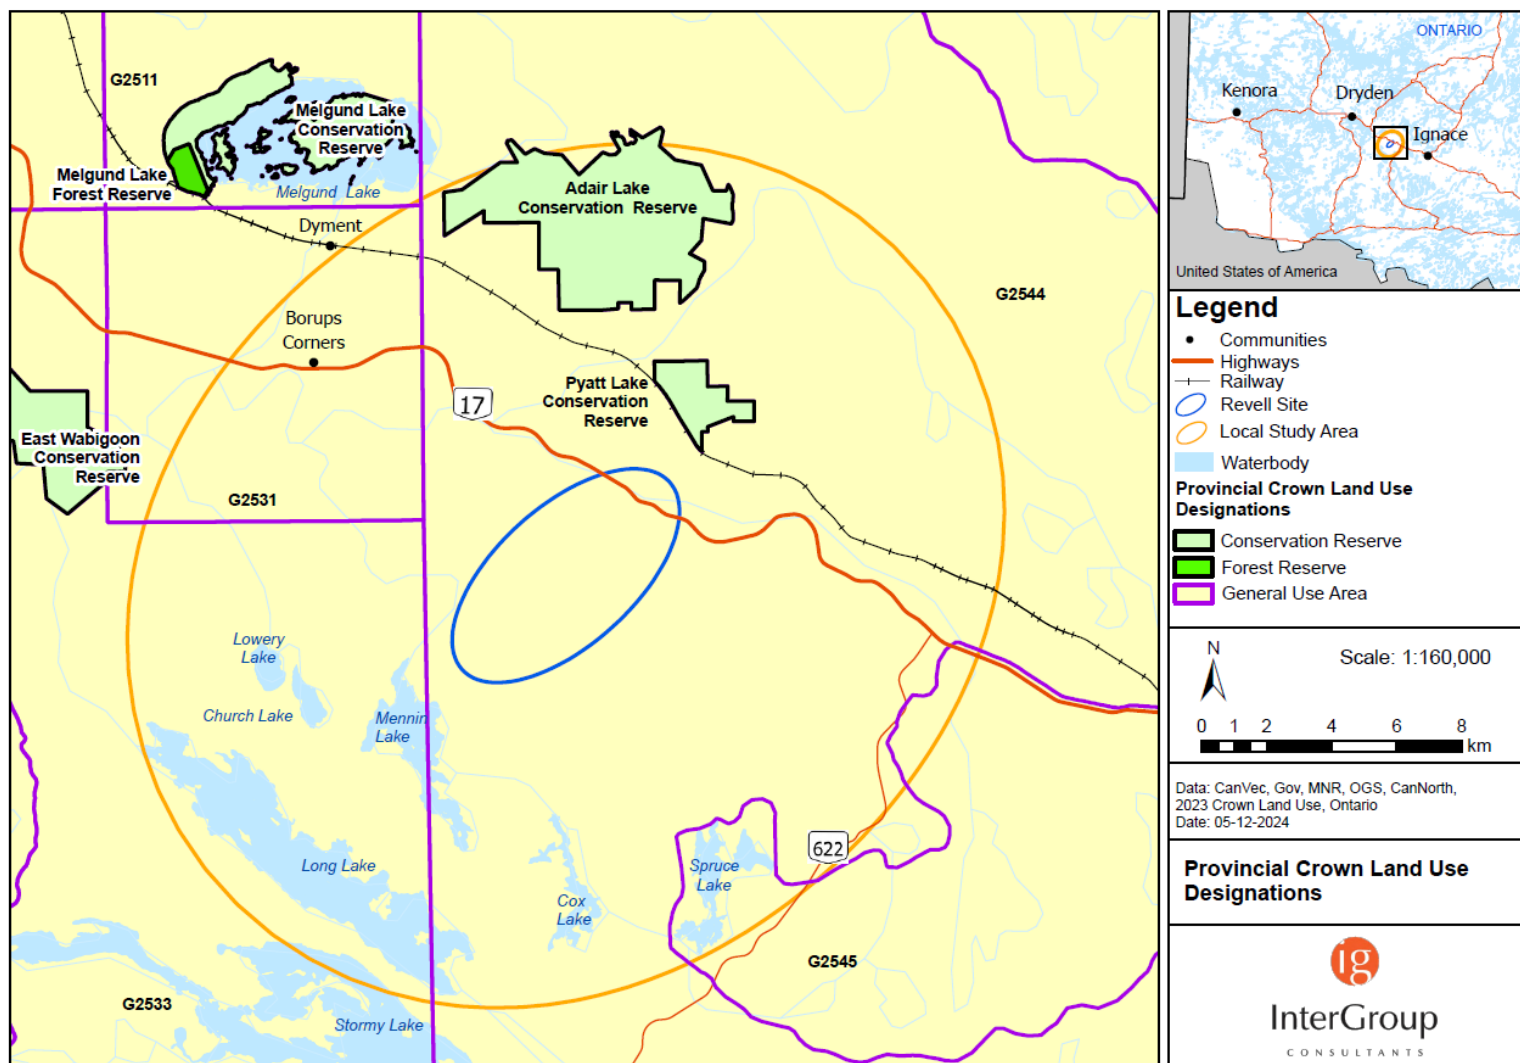 G2511
Melgund Lake
Conservation
Reserve
Melgund Lake
Forest Reserve
Melgund Lake
Adair Lake
Conservation Reserve
Dyment
G2544
Borups
Corners
17
Pyatt Lake
Conservation
Reserve
East Wabigoon
Conservation
Reserve
G2531
Lowery
Lake
Church Lake
Mennin
Lake
Long Lake
Cox
Lake
Spruce
Lake
622
G2545
G2533
Stormy Lake
ONTARIO
Kenora
Dryden
Ignace
United States of America
Legend
Communities
Highways
Railway
Revell Site
Local Study Area
Waterbody
Provincial Crown Land Use
Designations
Conservation Reserve
Forest Reserve
General Use Area
N
Scale: 1:160,000
0 1 2 4 6 8
km
Data: CanVec, Gov, MNR, OGS, CanNorth,
2023 Crown Land Use, Ontario
Date: 05-12-2024
Provincial Crown Land Use
Designations
ig
InterGroup
CONSULTANTS